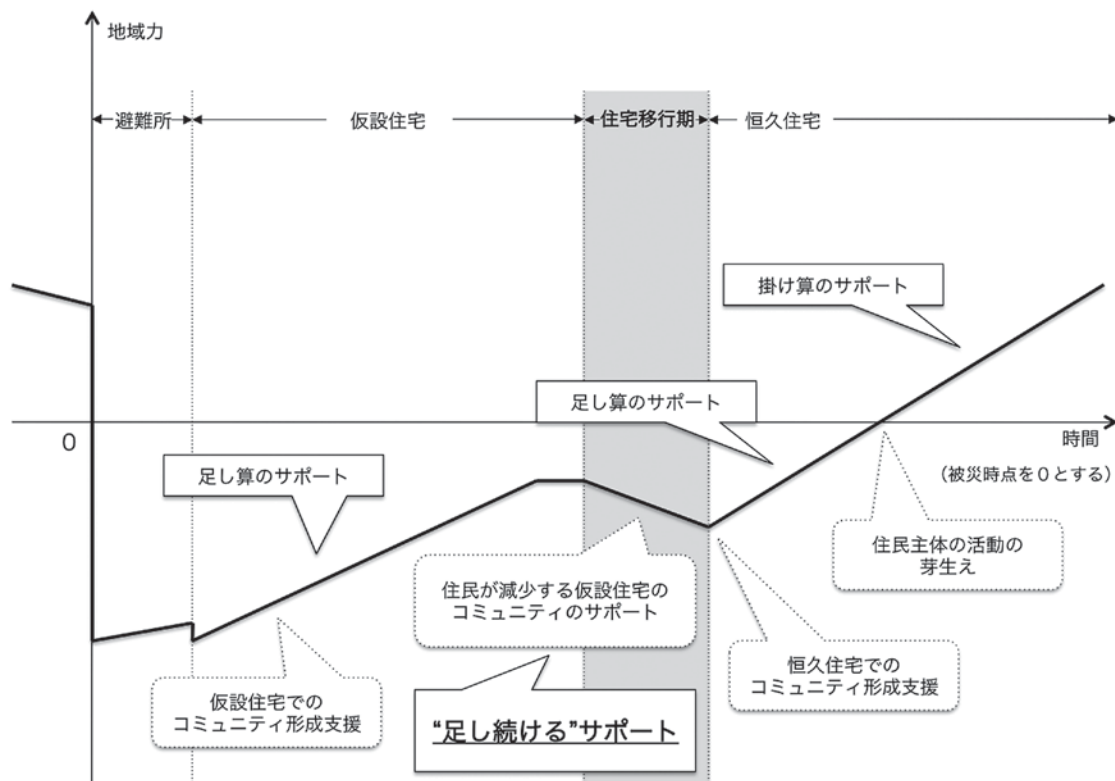 地域力
避難所
仮設住宅
住宅移行期
恒久住宅
掛け算のサポート
足し算のサポート
0
時間
（被災時点を0とする）
足し算のサポート
住民主体の活動の
芽生え
住民が減少する仮設住宅の
コミュニティのサポート
恒久住宅での
コミュニティ形成支援
仮設住宅での
コミュニティ形成支援
“足し続ける”サポート